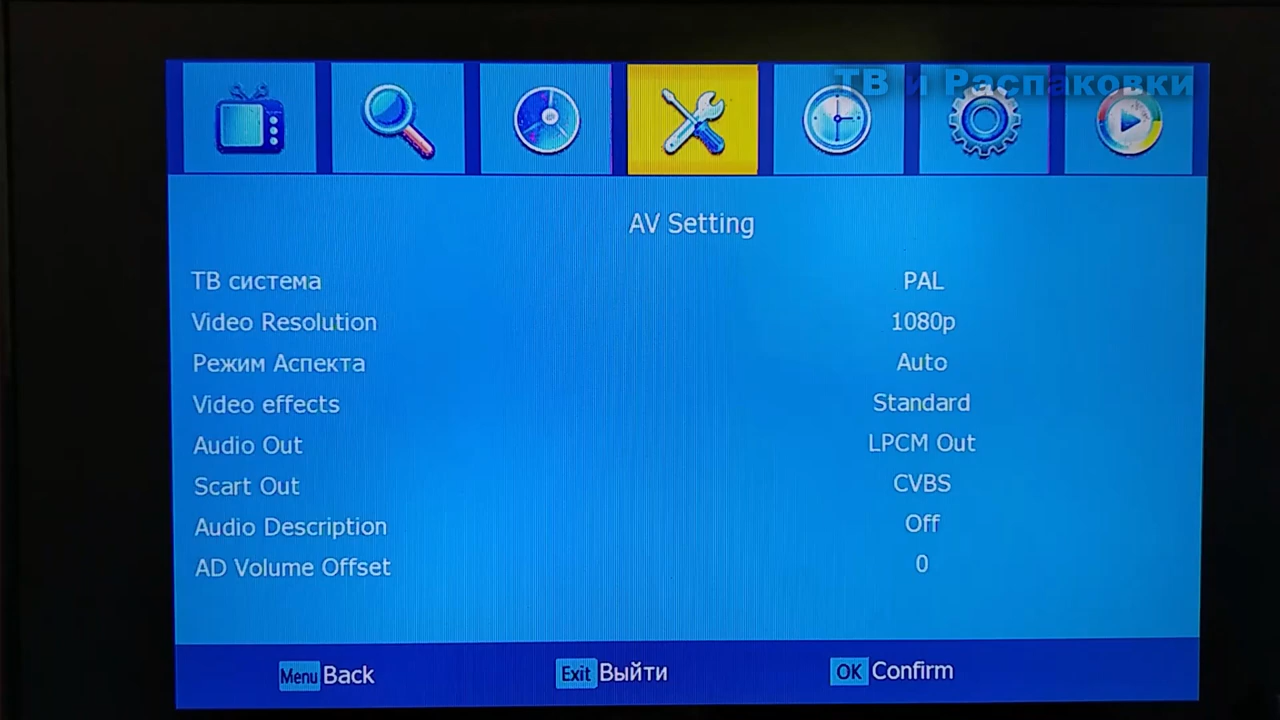 ТВ и Распаковки
AV Setting
ТВ система PAL
Video Resolution 1080p
Режим Аспекта Auto
Video effects Standard
Audio Out LPCM Out
Scart Out CVBS
Audio Description Off
AD Volume Offset 0
Menu Back Exit Выйти OK Confirm